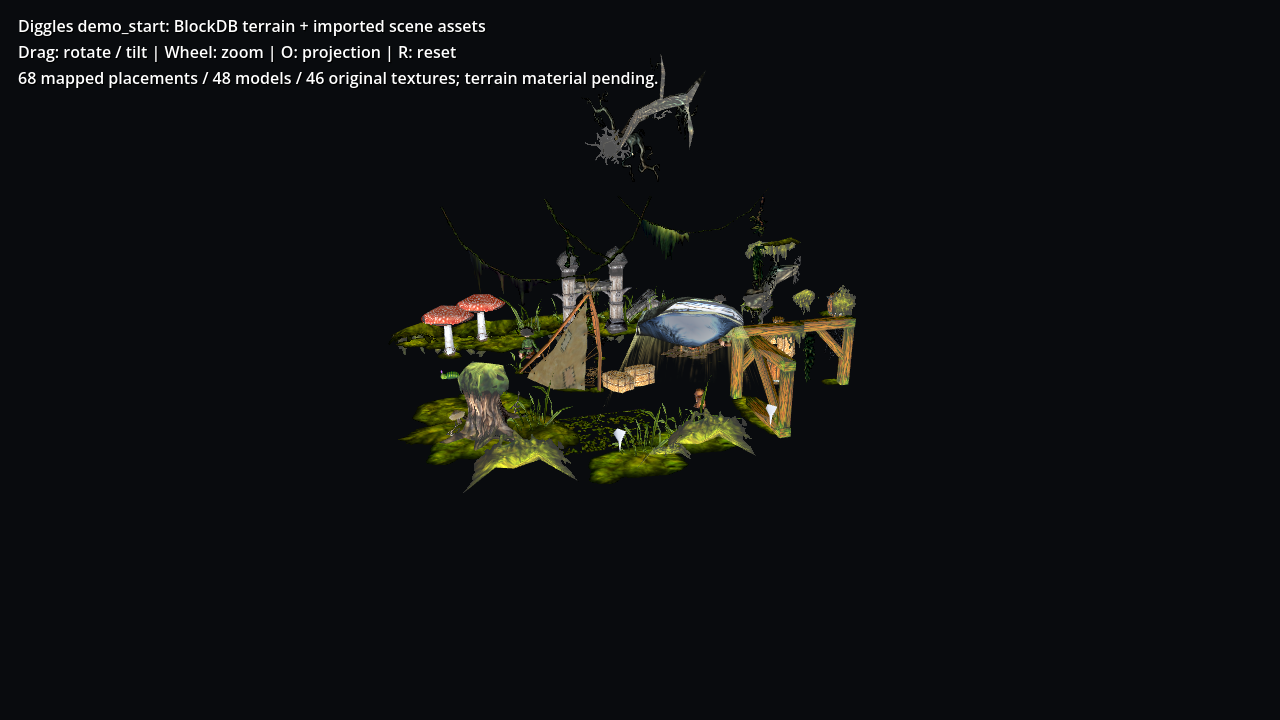 Diggles demo_start: BlockDB terrain + imported scene assets
Drag: rotate / tilt | Wheel: zoom | O: projection | R: reset
68 mapped placements / 48 models / 46 original textures; terrain material pending.